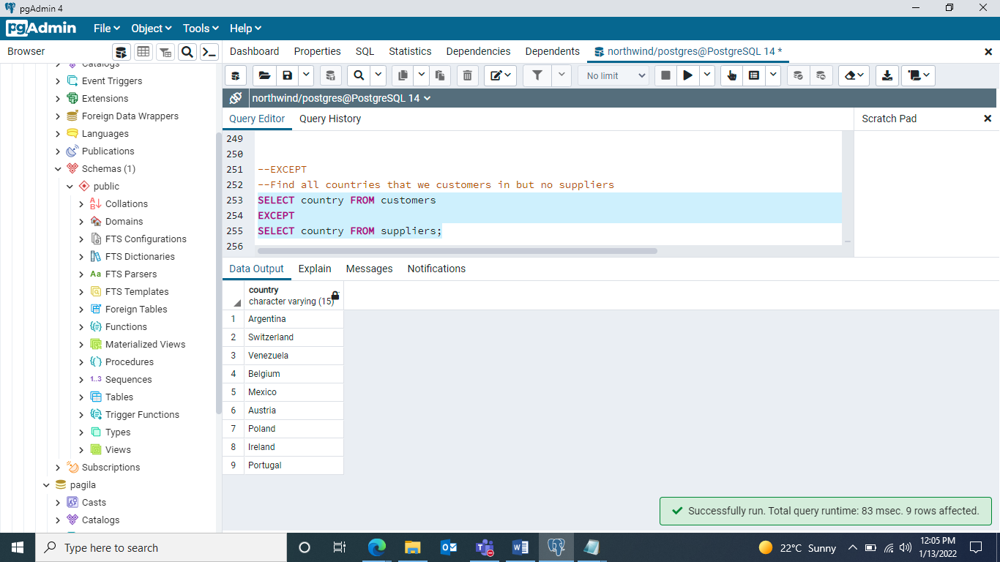 pgAdmin 4
pgAdmin
File
Object
Tools
Help
Browser
Dashboard
Properties
SQL
Statistics
Dependencies
Dependents
northwind/postgres@PostgreSQL 14 *
Catalogs
Event Triggers
Extensions
Foreign Data Wrappers
Languages
Publications
Schemas (1)
public
Collations
Domains
FTS Configurations
FTS Dictionaries
Aa FTS Parsers
FTS Templates
Foreign Tables
Functions
Materialized Views
Procedures
1..3 Sequences
Tables
Trigger Functions
Types
Views
Subscriptions
pagila
Casts
Catalogs
No limit
northwind/postgres@PostgreSQL 14
Query Editor
Query History
Scratch Pad
249
250
251 --EXCEPT
252 --Find all countries that we customers in but no suppliers
253 SELECT country FROM customers
254 EXCEPT
255 SELECT country FROM suppliers;
256
Data Output
Explain
Messages
Notifications
country
character varying (15)
1 Argentina
2 Switzerland
3 Venezuela
4 Belgium
5 Mexico
6 Austria
7 Poland
8 Ireland
9 Portugal
Successfully run. Total query runtime: 83 msec. 9 rows affected.
Type here to search
22°C Sunny
12:05 PM
1/13/2022